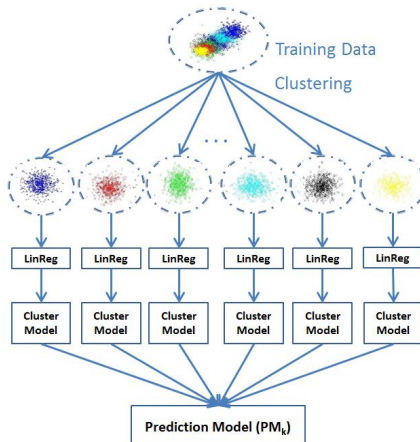 Training Data
Clustering
...
LinReg LinReg LinReg LinReg LinReg LinReg
Cluster Model Cluster Model Cluster Model Cluster Model Cluster Model Cluster Model
Prediction Model (PMk)